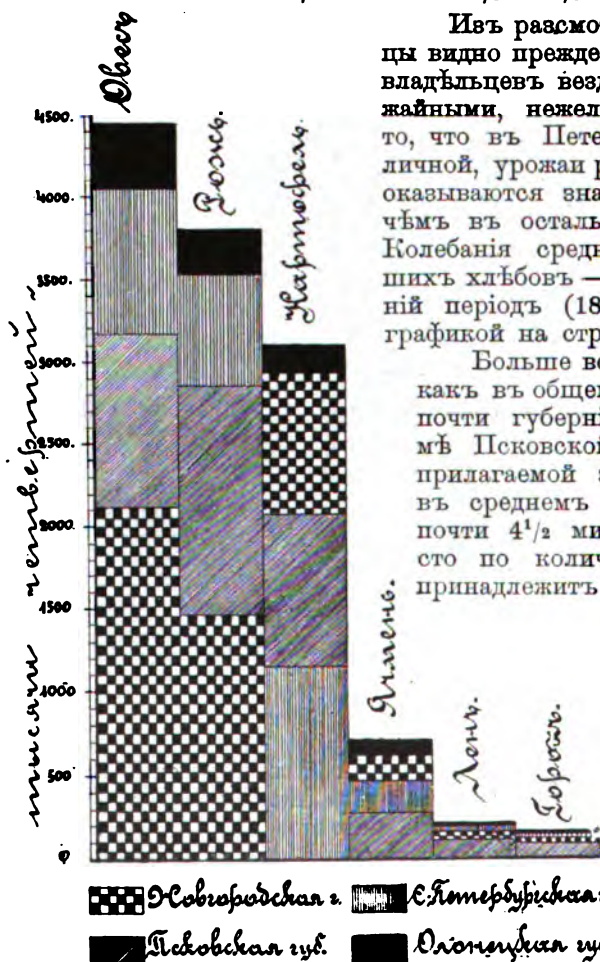 Овесъ
Рожь.
Картофель.
Ячмень.
Ленъ.
Горохъ.
тысячи четвертей
4500.
4000.
3500.
3000.
2500.
2000.
1500
1000
500
0
Новгородская г.
С.Петербургская г
Псковская губ.
Олонецкая губ
Изъ разсмо
цы видно прежде
владѣльцевъ везд
жайными, нежел
то, что въ Пете
личной, урожаи р
оказываются зна
чѣмъ въ осталь
Колебанія средн
шихъ хлѣбовъ —
ній періодъ (18
графикой на стр
Больше во
какъ въ общем
почти губерні
мѣ Псковской
прилагаемой
въ среднемъ
почти 4¹/₂ ми
сто по колич
принадлежитъ